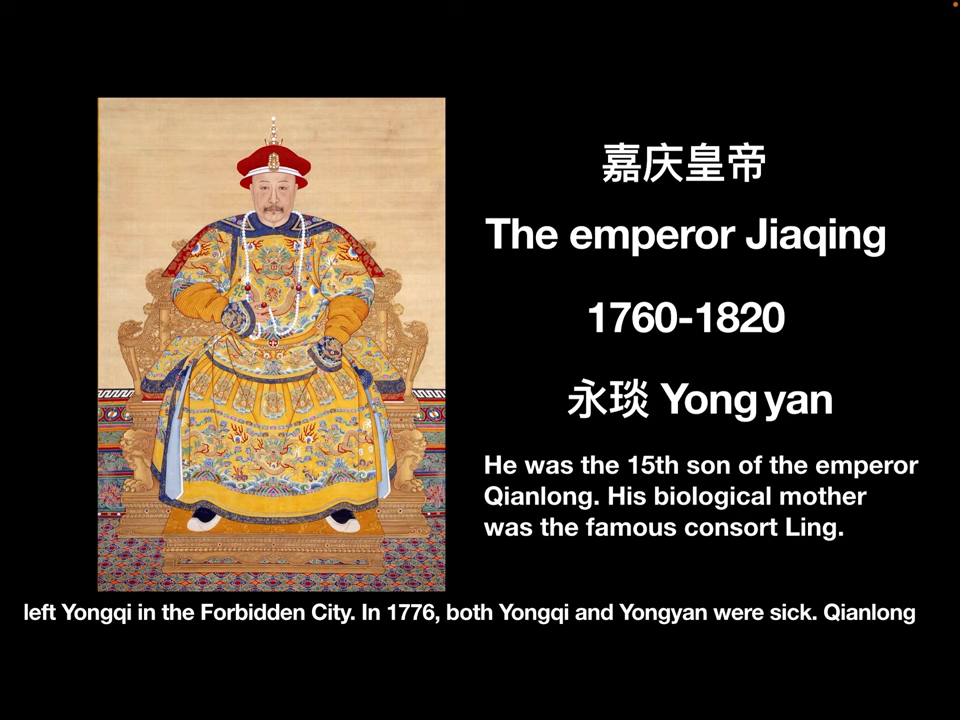 嘉庆皇帝
The emperor Jiaqing
1760-1820
永琰 Yong yan
He was the 15th son of the emperor
Qianlong. His biological mother
was the famous consort Ling.
left Yongqi in the Forbidden City. In 1776, both Yongqi and Yongyan were sick. Qianlong